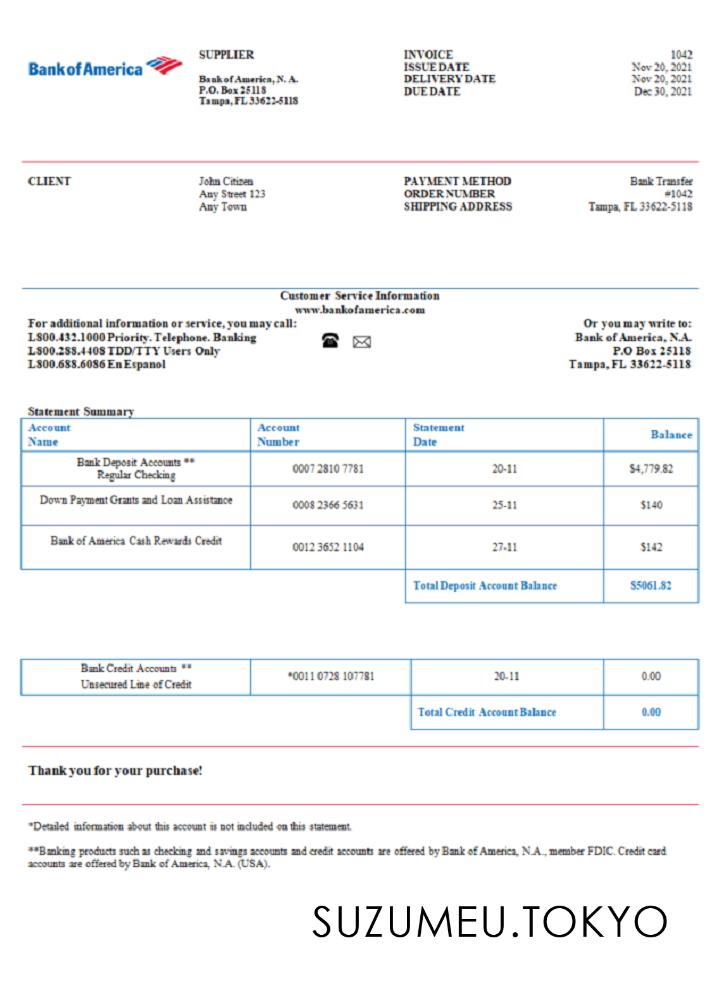 Bank of America
SUPPLIER
Bank of America, N. A.
P.O. Box 25118
Tampa, FL 33622-5118
INVOICE 1042
ISSUE DATE Nov 20, 2021
DELIVERY DATE Nov 20, 2021
DUE DATE Dec 30, 2021
CLIENT
John Citizen
Any Street 123
Any Town
PAYMENT METHOD Bank Transfer
ORDER NUMBER #1042
SHIPPING ADDRESS Tampa, FL 33622-5118
Customer Service Information
www.bankofamerica.com
For additional information or service, you may call:
1.800.432.1000 Priority. Telephone. Banking
1.800.288.4408 TDD/TTY Users Only
1.800.688.6086 En Espanol
Or you may write to:
Bank of America, N.A.
P.O Box 25118
Tampa, FL 33622-5118
Statement Summary
Account Name
Account Number
Statement Date
Balance
Bank Deposit Accounts **
Regular Checking
0007 2810 7781
20-11
$4,779.82
Down Payment Grants and Loan Assistance
0008 2366 5631
25-11
$140
Bank of America Cash Rewards Credit
0012 3652 1104
27-11
$142
Total Deposit Account Balance
$5061.82
Bank Credit Accounts **
Unsecured Line of Credit
*0011 0728 107781
20-11
0.00
Total Credit Account Balance
0.00
Thank you for your purchase!
*Detailed information about this account is not included on this statement.
**Banking products such as checking and savings accounts and credit accounts are offered by Bank of America, N.A., member FDIC. Credit card
accounts are offered by Bank of America, N.A. (USA).
SUZUMEU.TOKYO